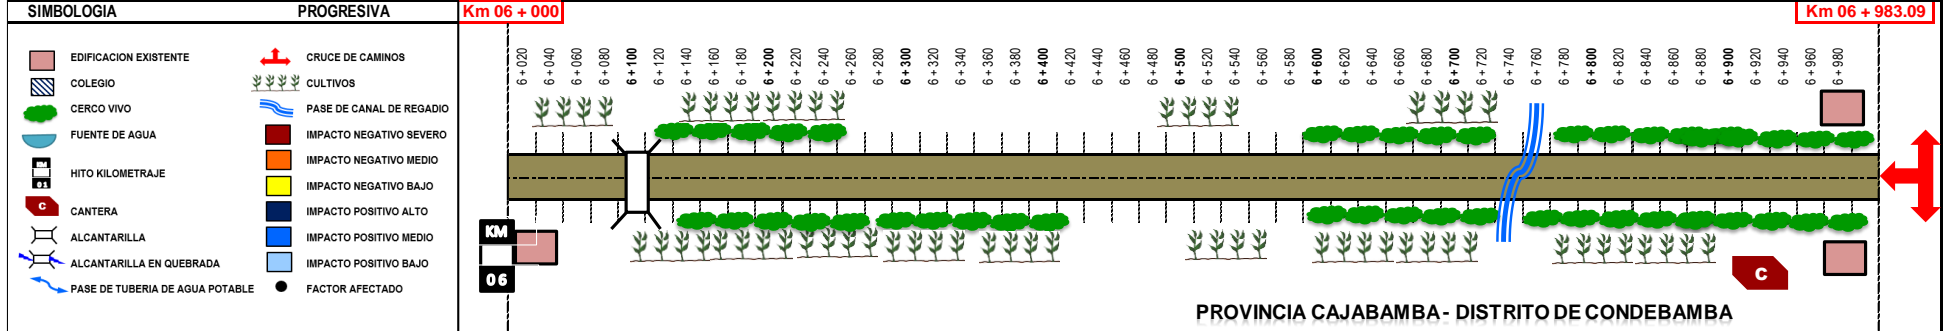 SIMBOLOGIA
PROGRESIVA
EDIFICACION EXISTENTE
COLEGIO
CERCO VIVO
FUENTE DE AGUA
HITO KILOMETRAJE
C
CANTERA
ALCANTARILLA
ALCANTARILLA EN QUEBRADA
PASE DE TUBERIA DE AGUA POTABLE
CRUCE DE CAMINOS
CULTIVOS
PASE DE CANAL DE REGADIO
IMPACTO NEGATIVO SEVERO
IMPACTO NEGATIVO MEDIO
IMPACTO NEGATIVO BAJO
IMPACTO POSITIVO ALTO
IMPACTO POSITIVO MEDIO
IMPACTO POSITIVO BAJO
FACTOR AFECTADO
Km 06 + 000
Km 06 + 983.09
6 + 020
6 + 040
6 + 060
6 + 080
6 + 100
6 + 120
6 + 140
6 + 160
6 + 180
6 + 200
6 + 220
6 + 240
6 + 260
6 + 280
6 + 300
6 + 320
6 + 340
6 + 360
6 + 380
6 + 400
6 + 420
6 + 440
6 + 460
6 + 480
6 + 500
6 + 520
6 + 540
6 + 560
6 + 580
6 + 600
6 + 620
6 + 640
6 + 660
6 + 680
6 + 700
6 + 720
6 + 740
6 + 760
6 + 780
6 + 800
6 + 820
6 + 840
6 + 860
6 + 880
6 + 900
6 + 920
6 + 940
6 + 960
6 + 980
KM
06
C
PROVINCIA CAJABAMBA - DISTRITO DE CONDEBAMBA